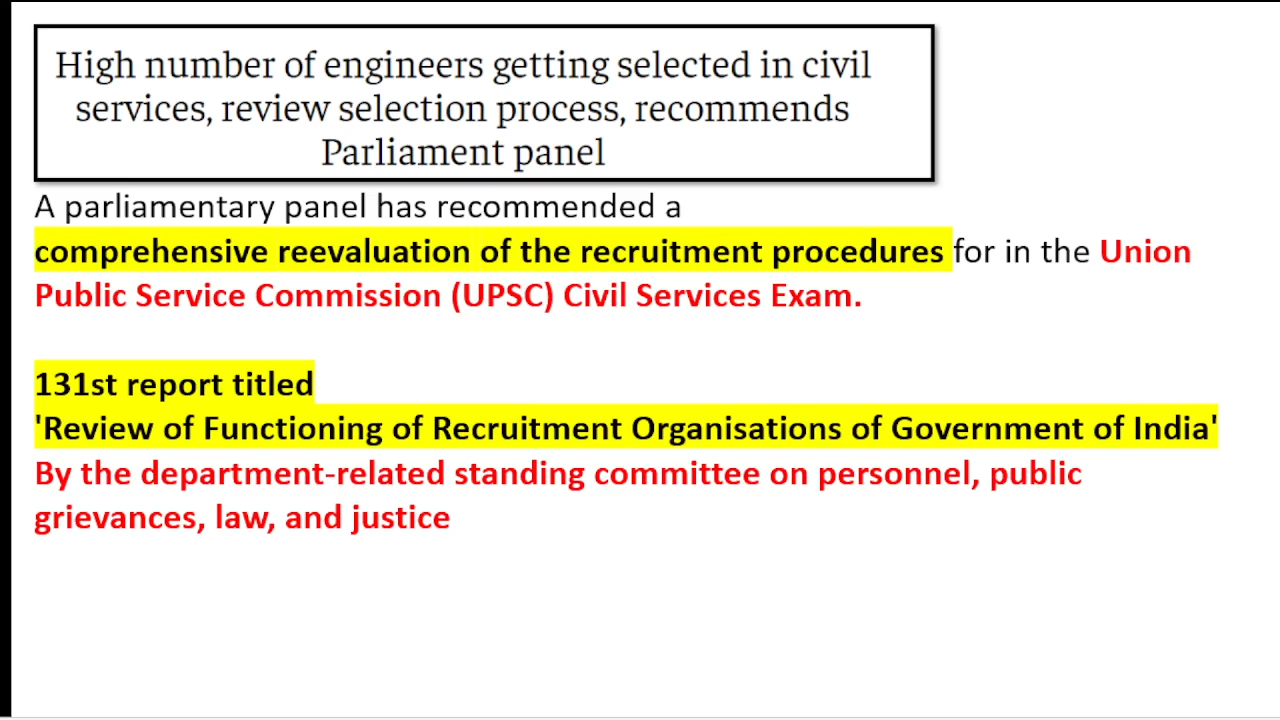 High number of engineers getting selected in civil
services, review selection process, recommends
Parliament panel
A parliamentary panel has recommended a
comprehensive reevaluation of the recruitment procedures for in the Union
Public Service Commission (UPSC) Civil Services Exam.
131st report titled
'Review of Functioning of Recruitment Organisations of Government of India'
By the department-related standing committee on personnel, public
grievances, law, and justice